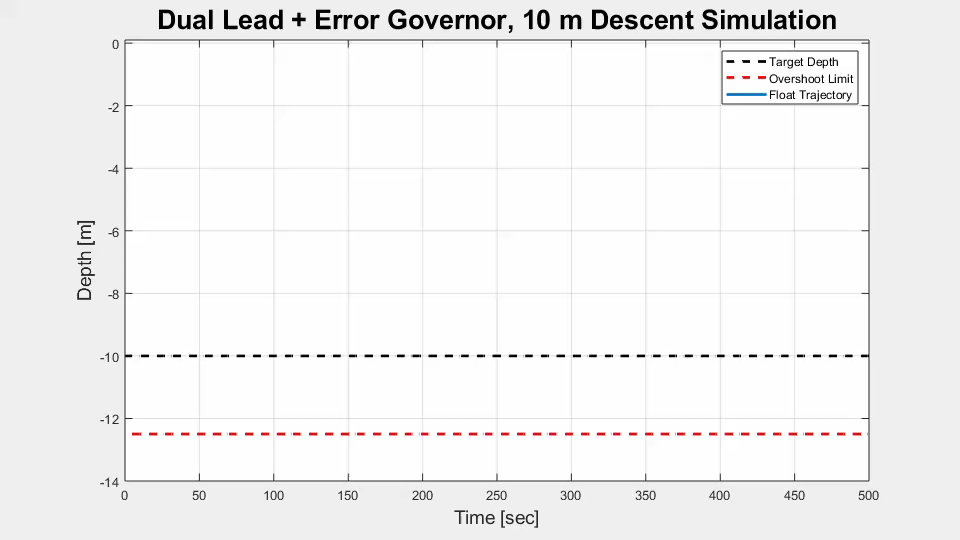 Dual Lead + Error Governor, 10 m Descent Simulation
Target Depth
Overshoot Limit
Float Trajectory
0
-2
-4
-6
-8
-10
-12
-14
Depth [m]
0 50 100 150 200 250 300 350 400 450 500
Time [sec]